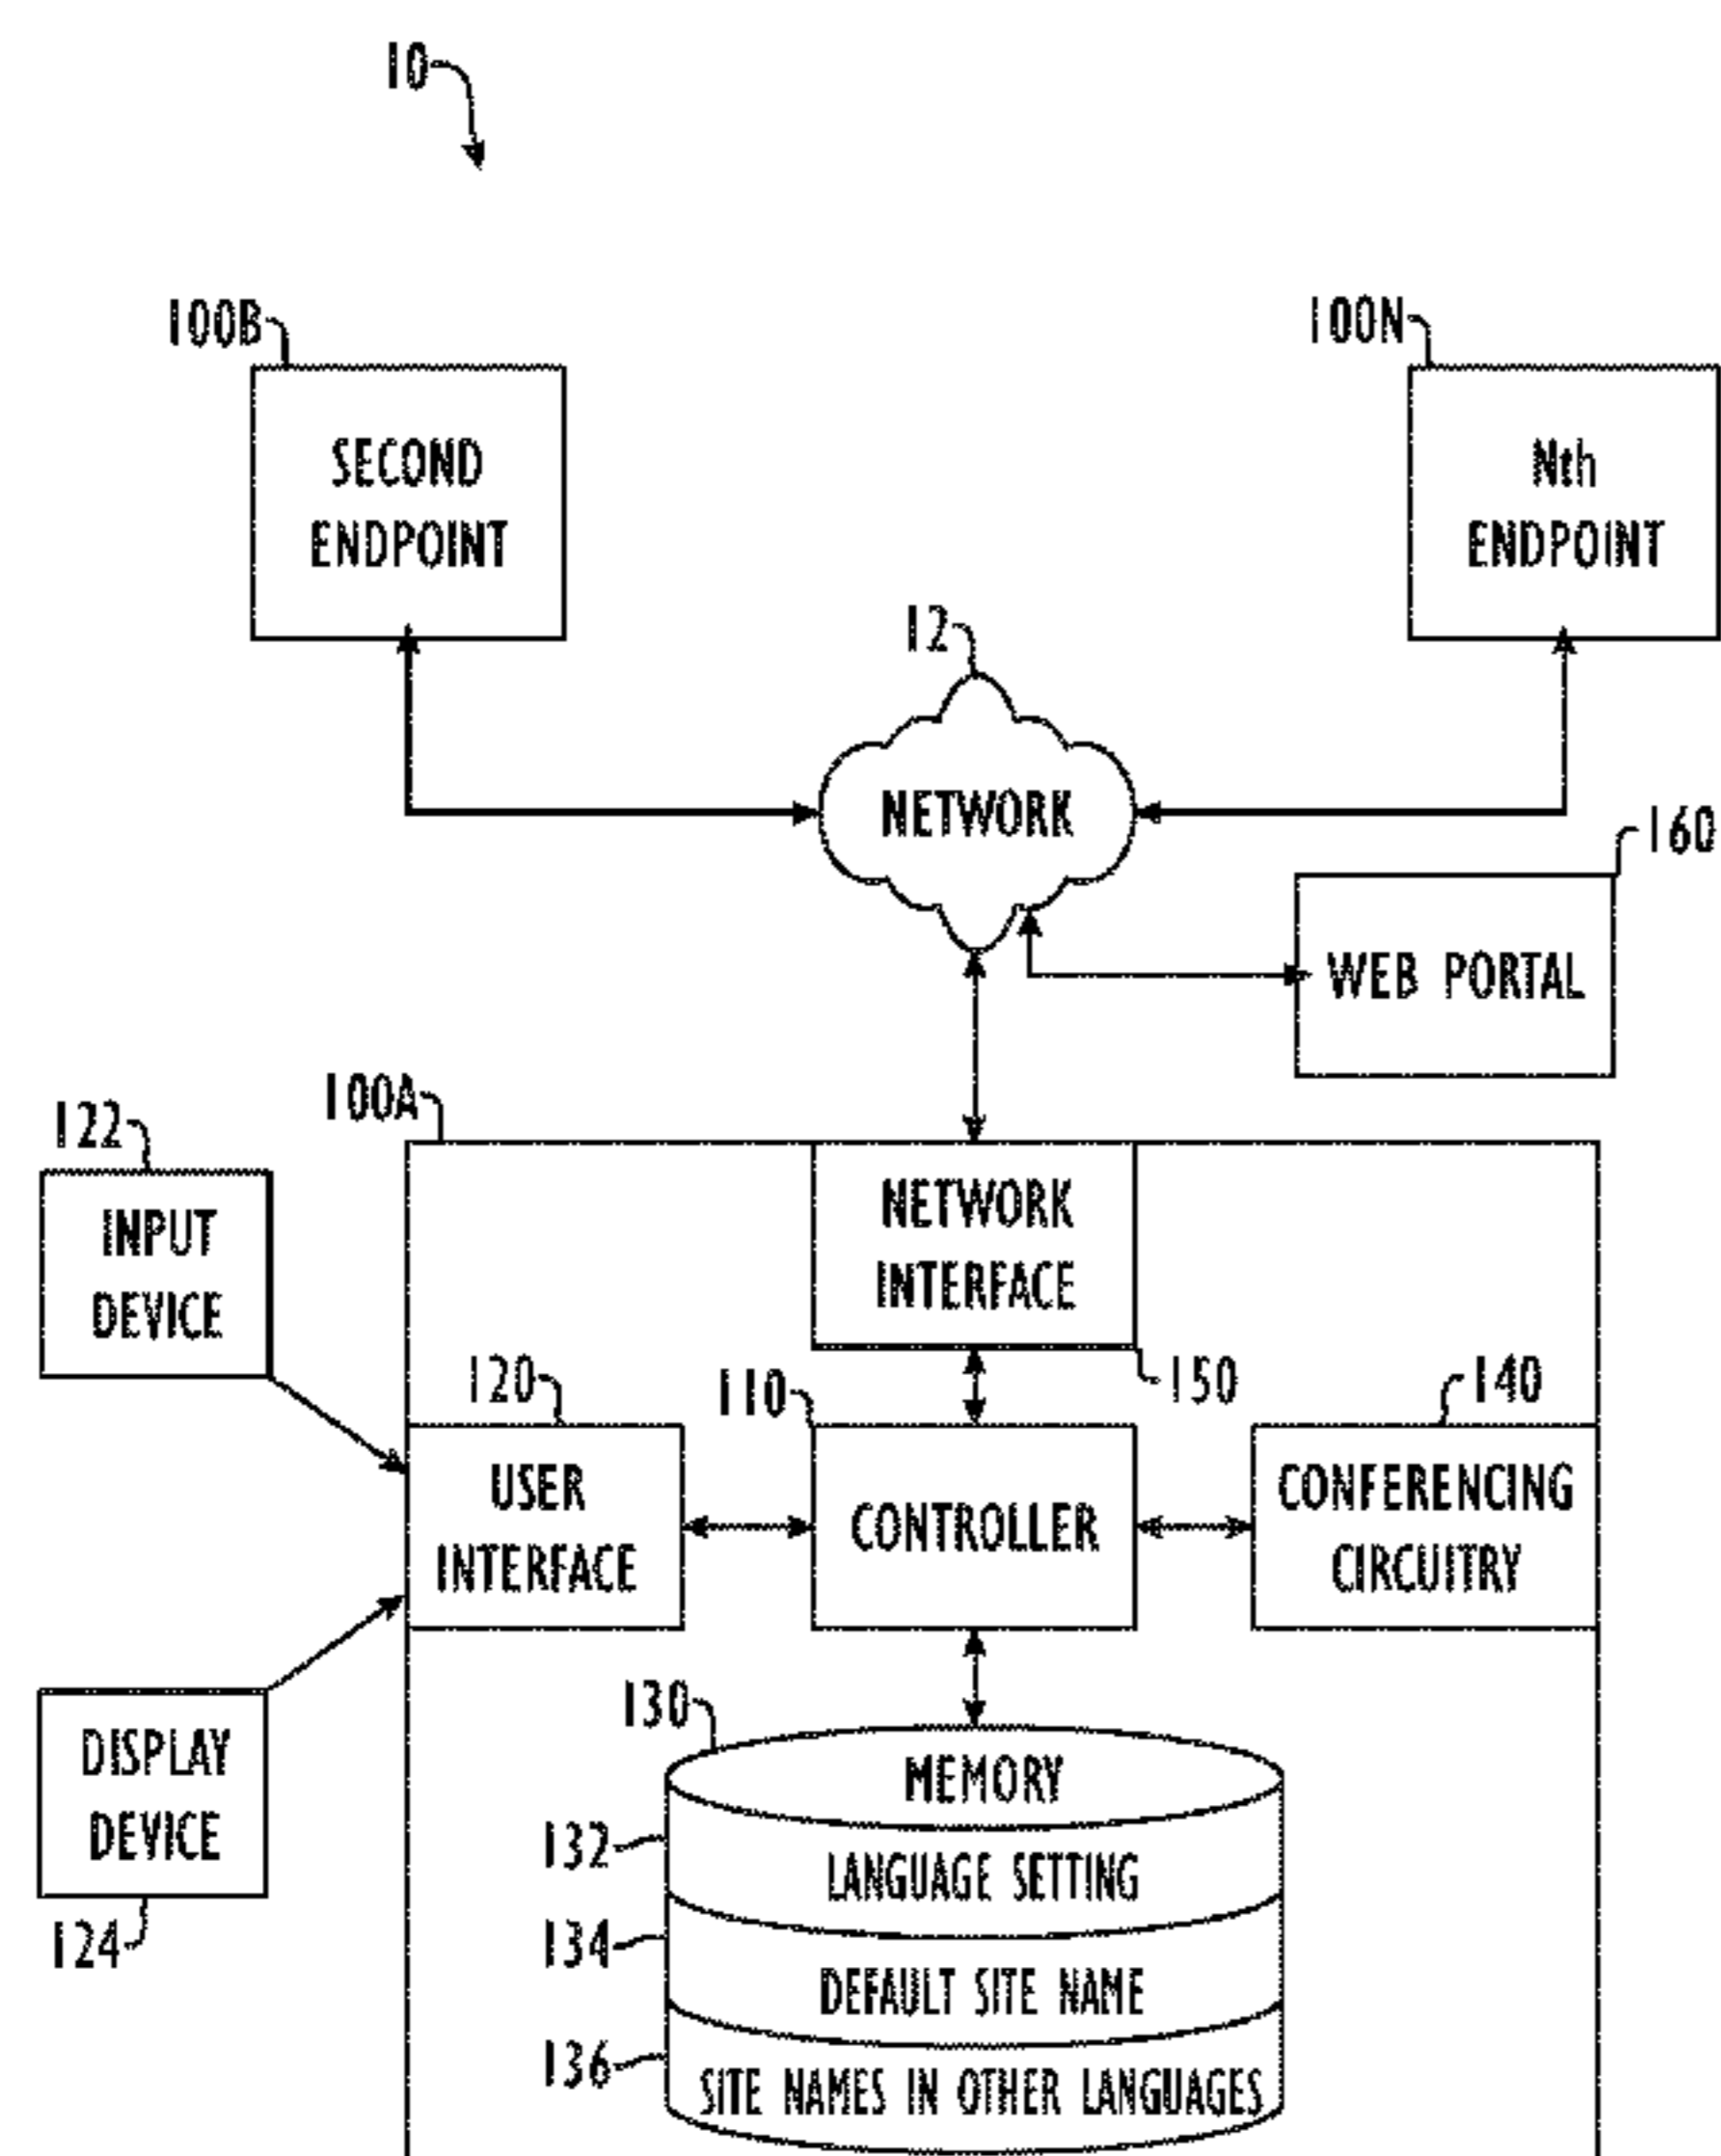 10
100B
100N
SECOND
ENDPOINT
Nth
ENDPOINT
12
NETWORK
160
WEB PORTAL
100A
122
INPUT
DEVICE
NETWORK
INTERFACE
120
110
150
140
USER
INTERFACE
CONTROLLER
CONFERENCING
CIRCUITRY
130
MEMORY
DISPLAY
DEVICE
124
132
LANGUAGE SETTING
134
DEFAULT SITE NAME
136
SITE NAMES IN OTHER LANGUAGES